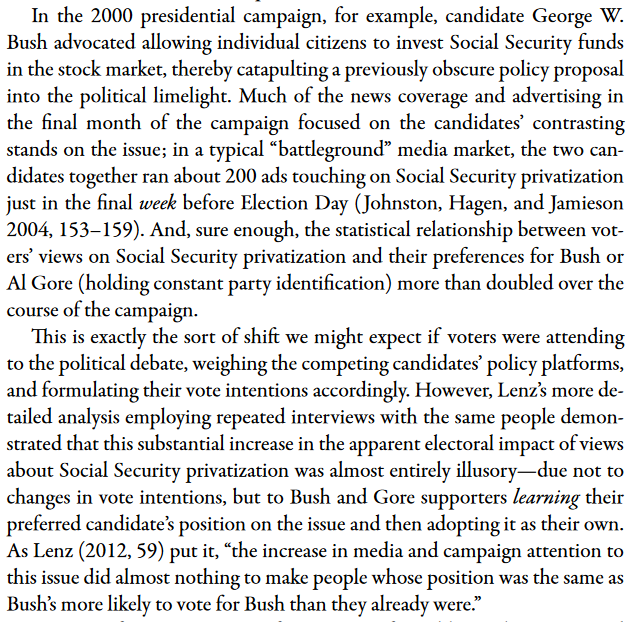 In the 2000 presidential campaign, for example, candidate George W.
Bush advocated allowing individual citizens to invest Social Security funds
in the stock market, thereby catapulting a previously obscure policy proposal
into the political limelight. Much of the news coverage and advertising in
the final month of the campaign focused on the candidates’ contrasting
stands on the issue; in a typical “battleground” media market, the two can-
didates together ran about 200 ads touching on Social Security privatization
just in the final week before Election Day (Johnston, Hagen, and Jamieson
2004, 153–159). And, sure enough, the statistical relationship between vot-
ers’ views on Social Security privatization and their preferences for Bush or
Al Gore (holding constant party identification) more than doubled over the
course of the campaign.
This is exactly the sort of shift we might expect if voters were attending
to the political debate, weighing the competing candidates’ policy platforms,
and formulating their vote intentions accordingly. However, Lenz’s more de-
tailed analysis employing repeated interviews with the same people demon-
strated that this substantial increase in the apparent electoral impact of views
about Social Security privatization was almost entirely illusory—due not to
changes in vote intentions, but to Bush and Gore supporters learning their
preferred candidate’s position on the issue and then adopting it as their own.
As Lenz (2012, 59) put it, “the increase in media and campaign attention to
this issue did almost nothing to make people whose position was the same as
Bush’s more likely to vote for Bush than they already were.”